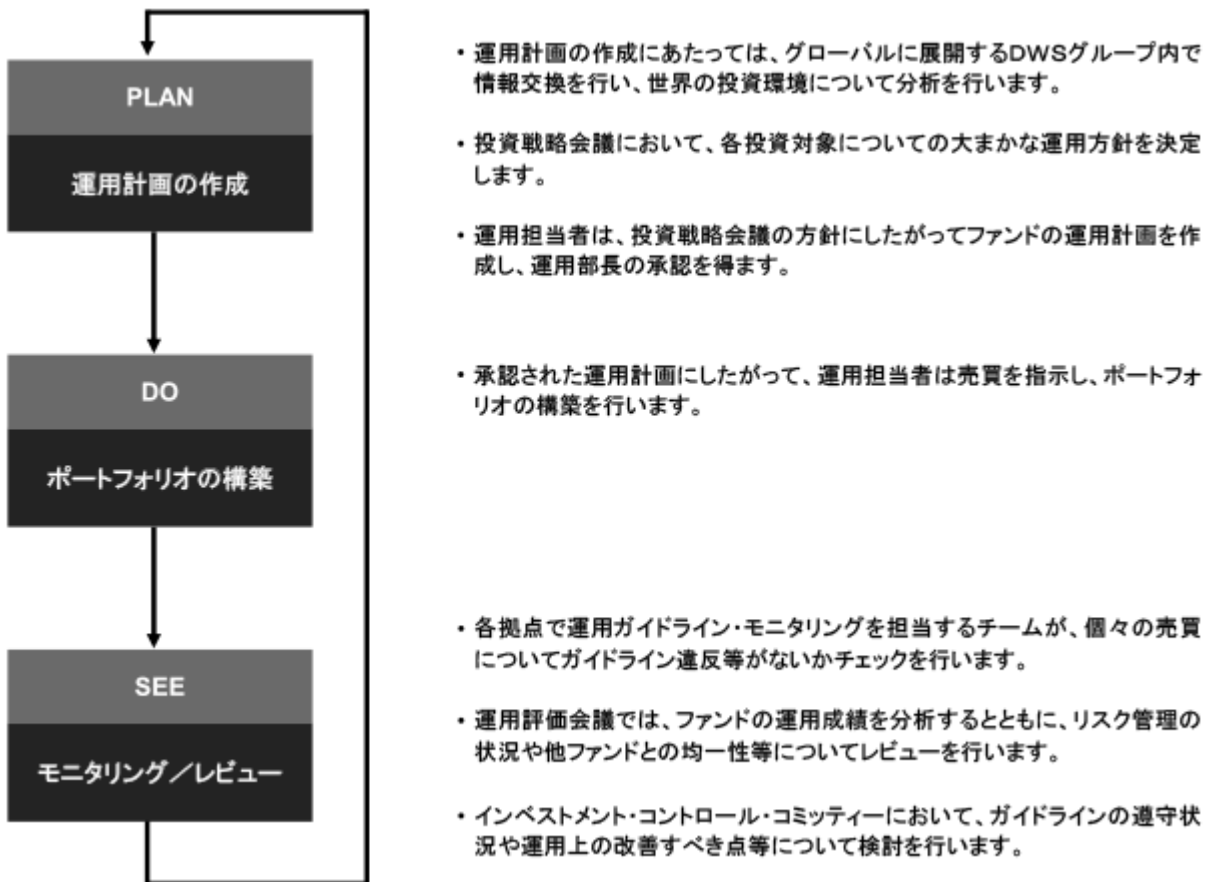 PLAN
運用計画の作成
・運用計画の作成にあたっては、グローバルに展開するDWSグループ内で
情報交換を行い、世界の投資環境について分析を行います。
・投資戦略会議において、各投資対象についての大まかな運用方針を決定
します。
・運用担当者は、投資戦略会議の方針にしたがってファンドの運用計画を作
成し、運用部長の承認を得ます。
DO
ポートフォリオの構築
・承認された運用計画にしたがって、運用担当者は売買を指示し、ポートフォ
リオの構築を行います。
SEE
モニタリング／レビュー
・各拠点で運用ガイドライン・モニタリングを担当するチームが、個々の売買
についてガイドライン違反等がないかチェックを行います。
・運用評価会議では、ファンドの運用成績を分析するとともに、リスク管理の
状況や他ファンドとの均一性等についてレビューを行います。
・インベストメント・コントロール・コミッティーにおいて、ガイドラインの遵守状
況や運用上の改善すべき点等について検討を行います。